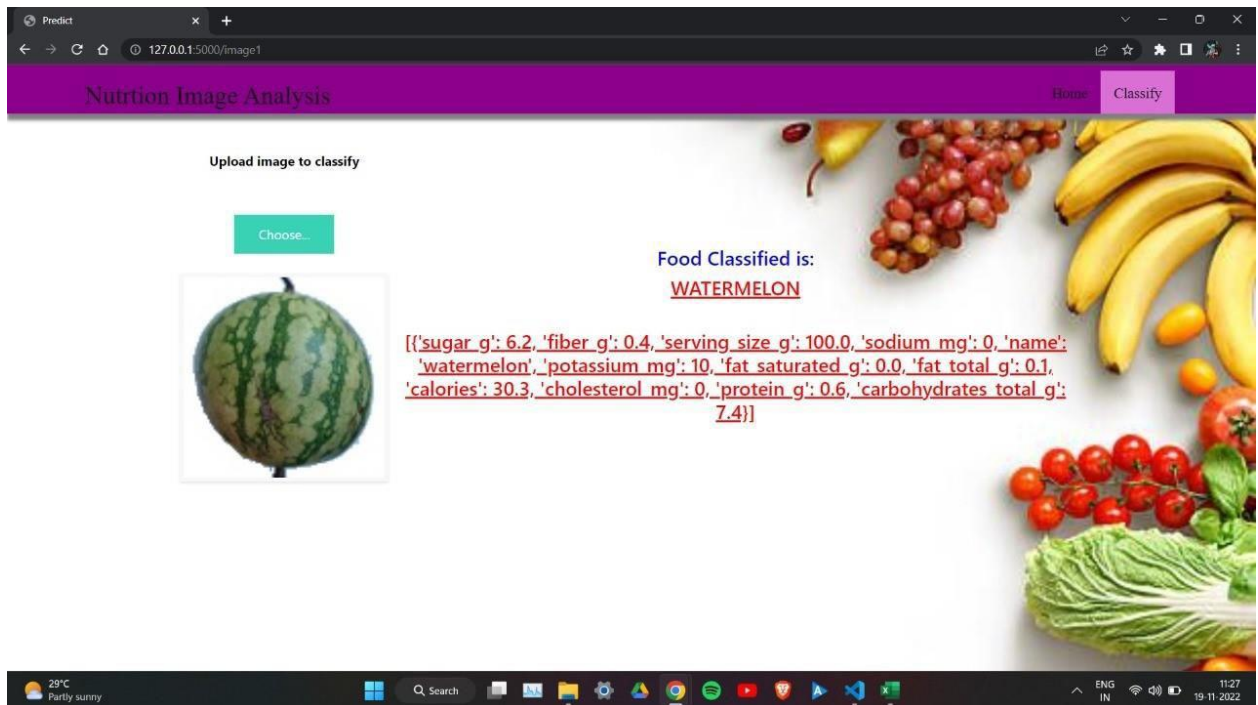 Predict
127.0.0.1:5000/image1
Nutrtion Image Analysis
Home
Classify
Upload image to classify
Choose...
Food Classified is:
WATERMELON
[{'sugar_g': 6.2, 'fiber_g': 0.4, 'serving_size_g': 100.0, 'sodium_mg': 0, 'name':
'watermelon', 'potassium_mg': 10, 'fat_saturated_g': 0.0, 'fat_total_g': 0.1,
'calories': 30.3, 'cholesterol_mg': 0, 'protein_g': 0.6, 'carbohydrates_total_g':
7.4}]
29°C
Partly sunny
Search
ENG
IN
11:27
19-11-2022